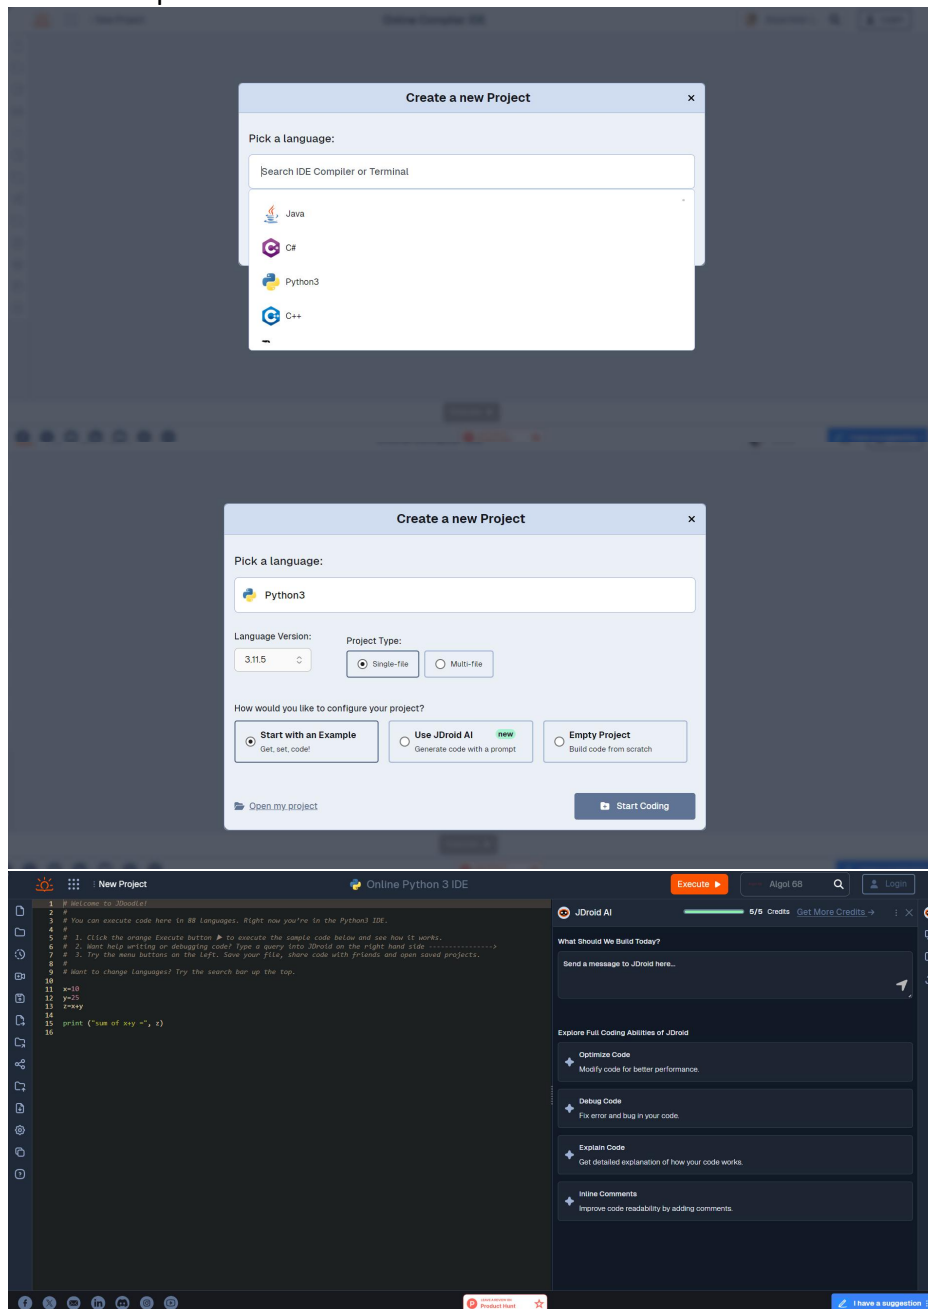 Create a new Project
Pick a language:
Search IDE Compiler or Terminal
Java
C#
Python3
C++
Create a new Project
Pick a language:
Python3
Language Version:
Project Type:
3.11.5
Single-file
Multi-file
How would you like to configure your project?
Start with an Example
Get, set, code!
Use JDroid AI new
Generate code with a prompt
Empty Project
Build code from scratch
Open my project
Start Coding
New Project
Online Python 3 IDE
Execute
Algol 68
Login
1 # Welcome to JDoodle!
2 #
3 # You can execute code here in 88 languages. Right now you're in the Python3 IDE.
4 #
5 # 1. Click the orange Execute button ▶ to execute the sample code below and see how it works.
6 # 2. Want help writing or debugging code? Type a query into JDroid on the right hand side ---------------->
7 # 3. Try the menu buttons on the left. Save your file, share code with friends and open saved projects.
8 #
9 # Want to change languages? Try the search bar up the top.
10
11 x=10
12 y=25
13 z=x+y
14
15 print ("sum of x+y =", z)
16
JDroid AI
5/5 Credits Get More Credits →
What Should We Build Today?
Send a message to JDroid here...
Explore Full Coding Abilities of JDroid
Optimize Code
Modify code for better performance.
Debug Code
Fix error and bug in your code.
Explain Code
Get detailed explanation of how your code works.
Inline Comments
Improve code readability by adding comments.
Product Hunt
I have a suggestion